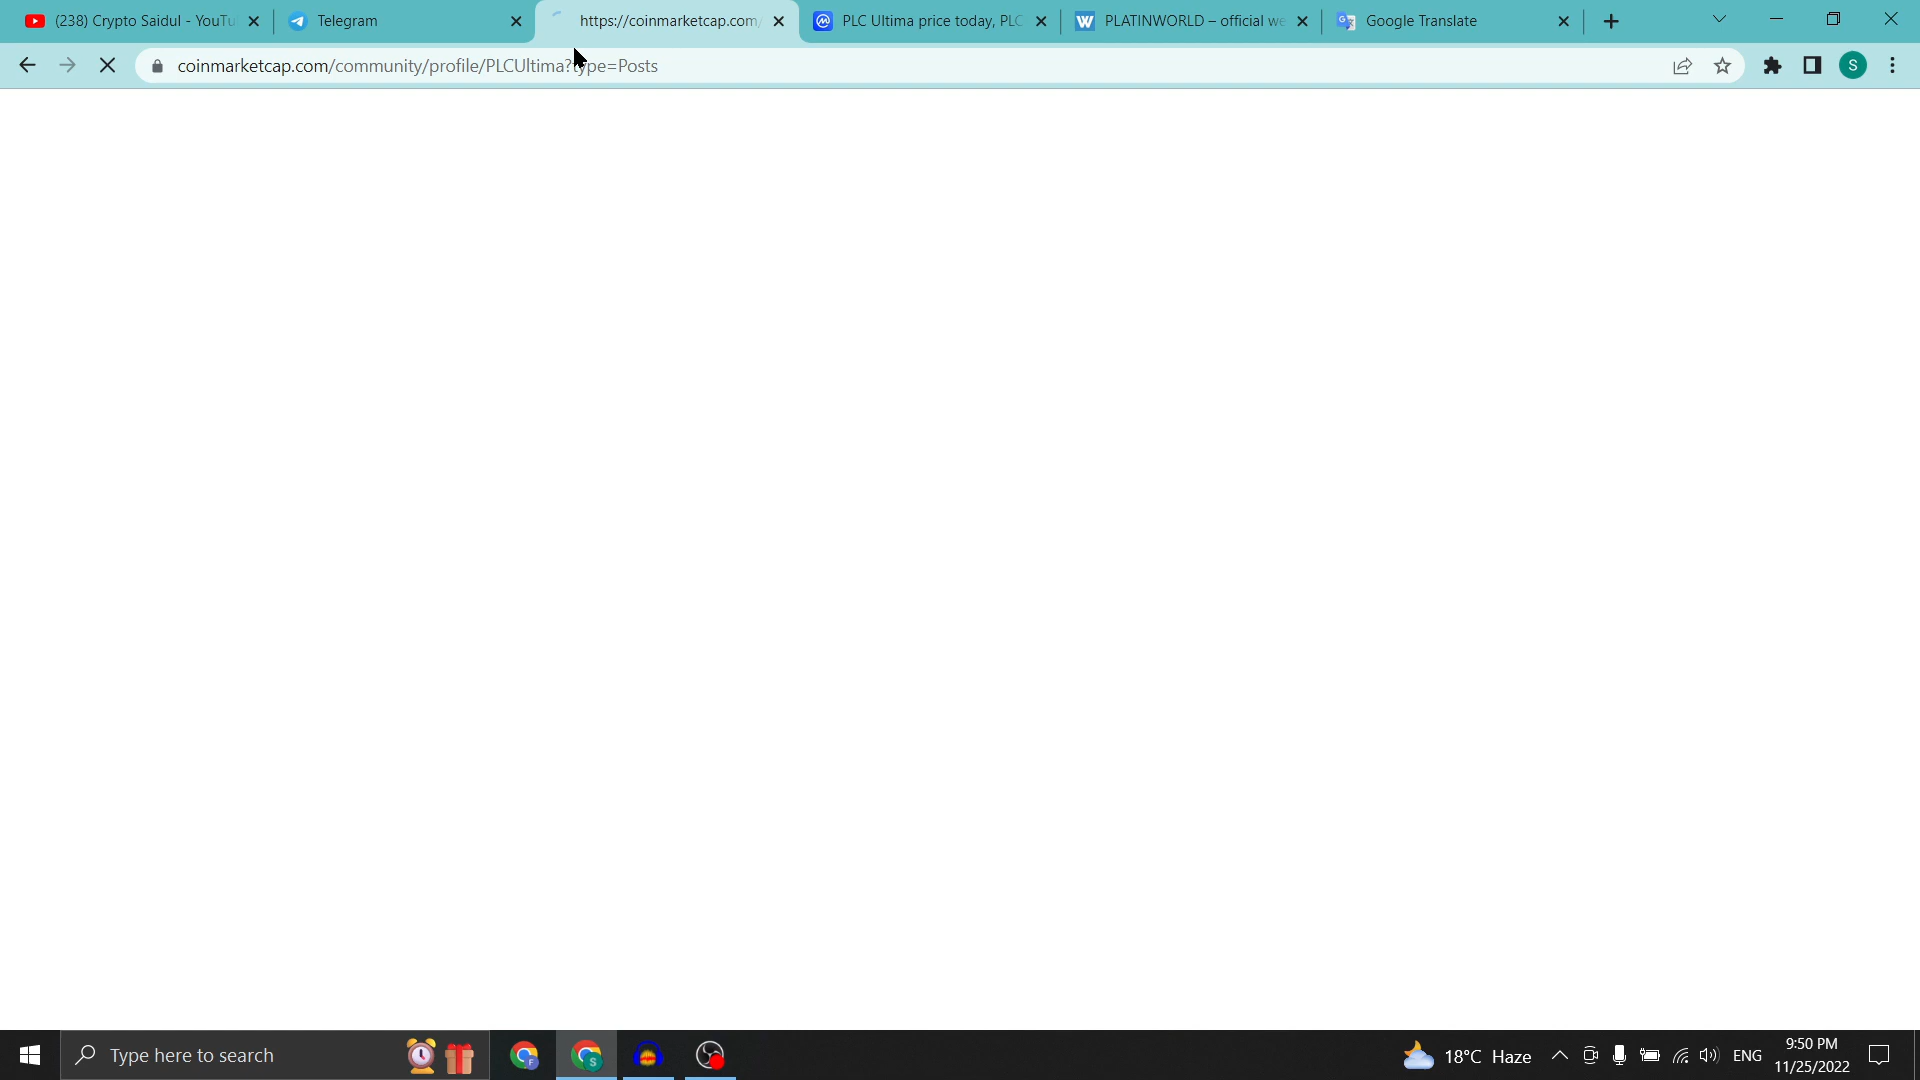 (238) Crypto Saidul - YouTu
Telegram
https://coinmarketcap.com/
PLC Ultima price today, PLC
PLATINWORLD – official we
Google Translate
coinmarketcap.com/community/profile/PLCUltima?type=Posts
S
Type here to search
18°C Haze
ENG
9:50 PM
11/25/2022